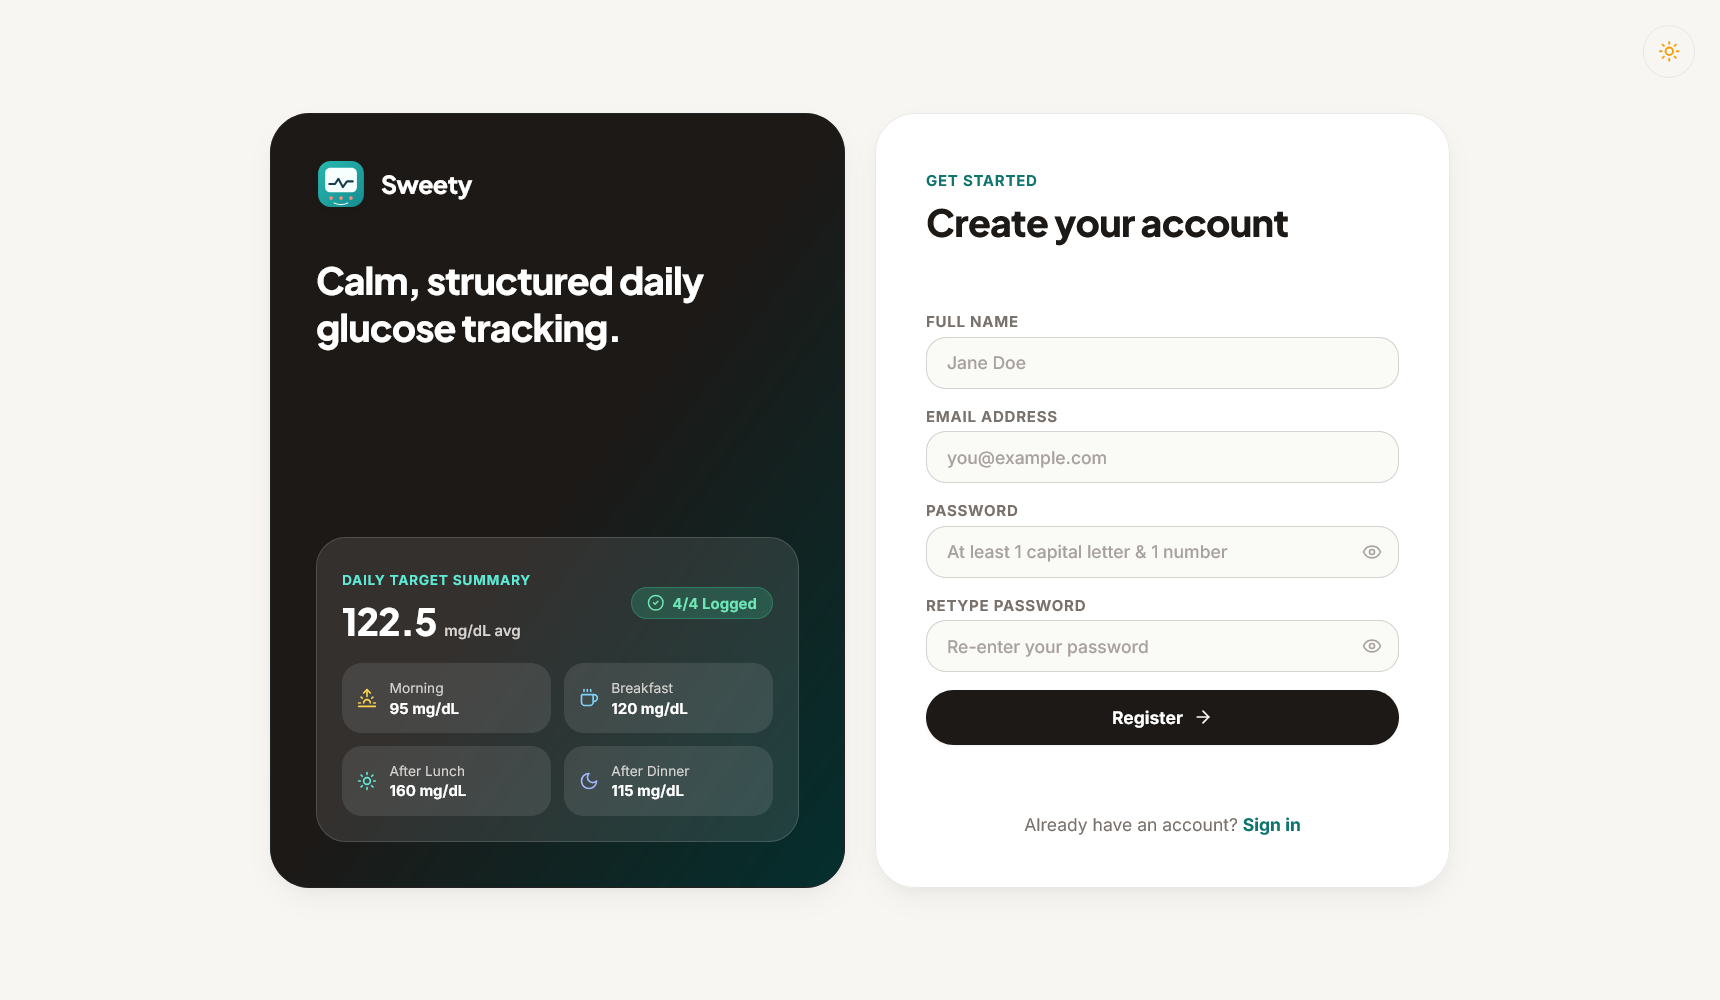 Sweety
Calm, structured daily
glucose tracking.
DAILY TARGET SUMMARY
122.5 mg/dL avg
4/4 Logged
Morning
95 mg/dL
Breakfast
120 mg/dL
After Lunch
160 mg/dL
After Dinner
115 mg/dL
GET STARTED
Create your account
FULL NAME
Jane Doe
EMAIL ADDRESS
you@example.com
PASSWORD
At least 1 capital letter & 1 number
RETYPE PASSWORD
Re-enter your password
Register
Already have an account? Sign in